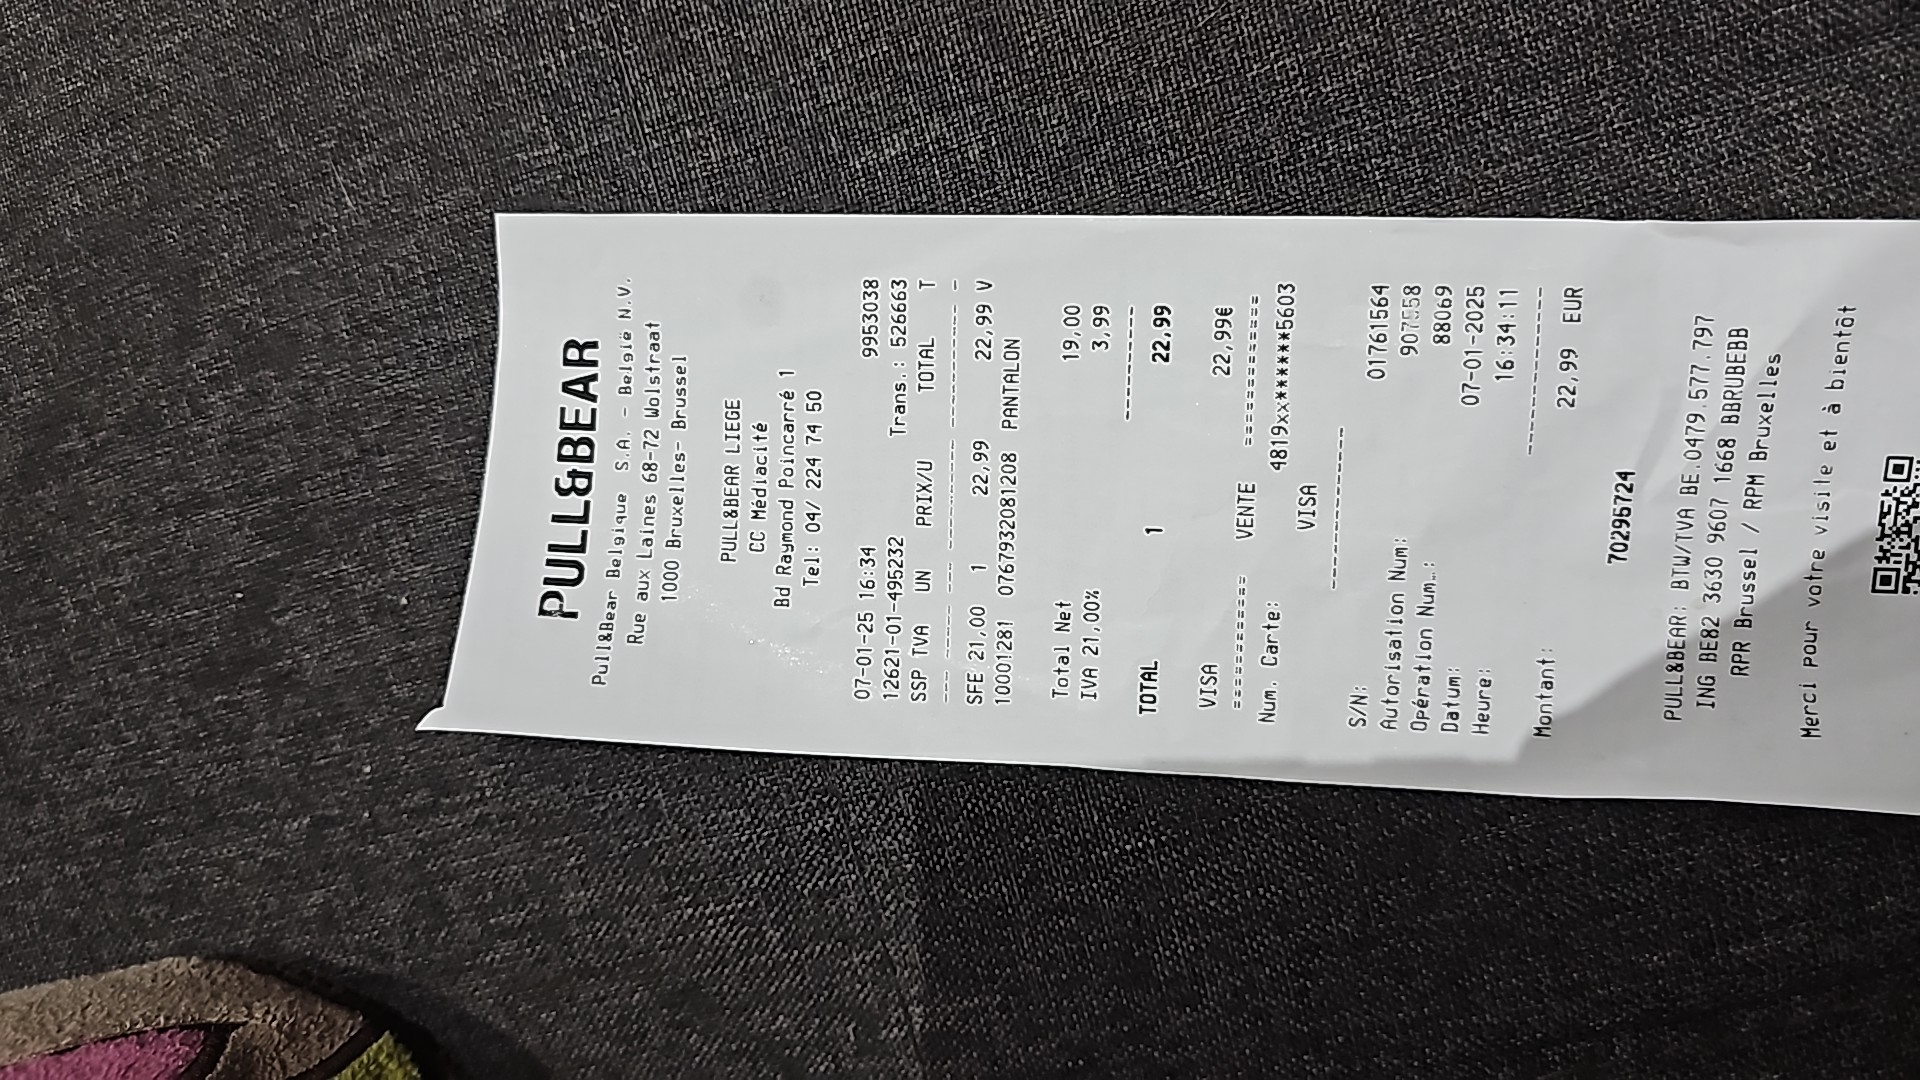 PULL&BEAR
Pull&Bear Belgique S.A. - België N.V.
Rue aux Laines 68-72 Wolstraat
1000 Bruxelles- Brussel
PULL&BEAR LIEGE
CC Médiacité
Bd Raymond Poincarré 1
Tel: 04/ 224 74 50
07-01-25 16:34 9953038
12621-01-495232 Trans.: 526663
SSP TVA UN PRIX/U TOTAL T
SFE 21,00 1 22,99 22,99 V
10001281 07679320812​08 PANTALON
Total Net 19,00
IVA 21,00% 3,99
TOTAL 1 22,99
VISA 22,99€
========== VENTE ==========
Num. Carte: 4819xx******5603
VISA
S/N: 01761564
Autorisation Num: 907558
Opération Num.: 88069
Datum: 07-01-2025
Heure: 16:34:11
Montant: 22,99 EUR
70296724
PULL&BEAR: BTW/TVA BE.0479.577.797
ING BE82 3630 9607 1668 BBRUBEBB
RPR Brussel / RPM Bruxelles
Merci pour votre visite et à bientôt